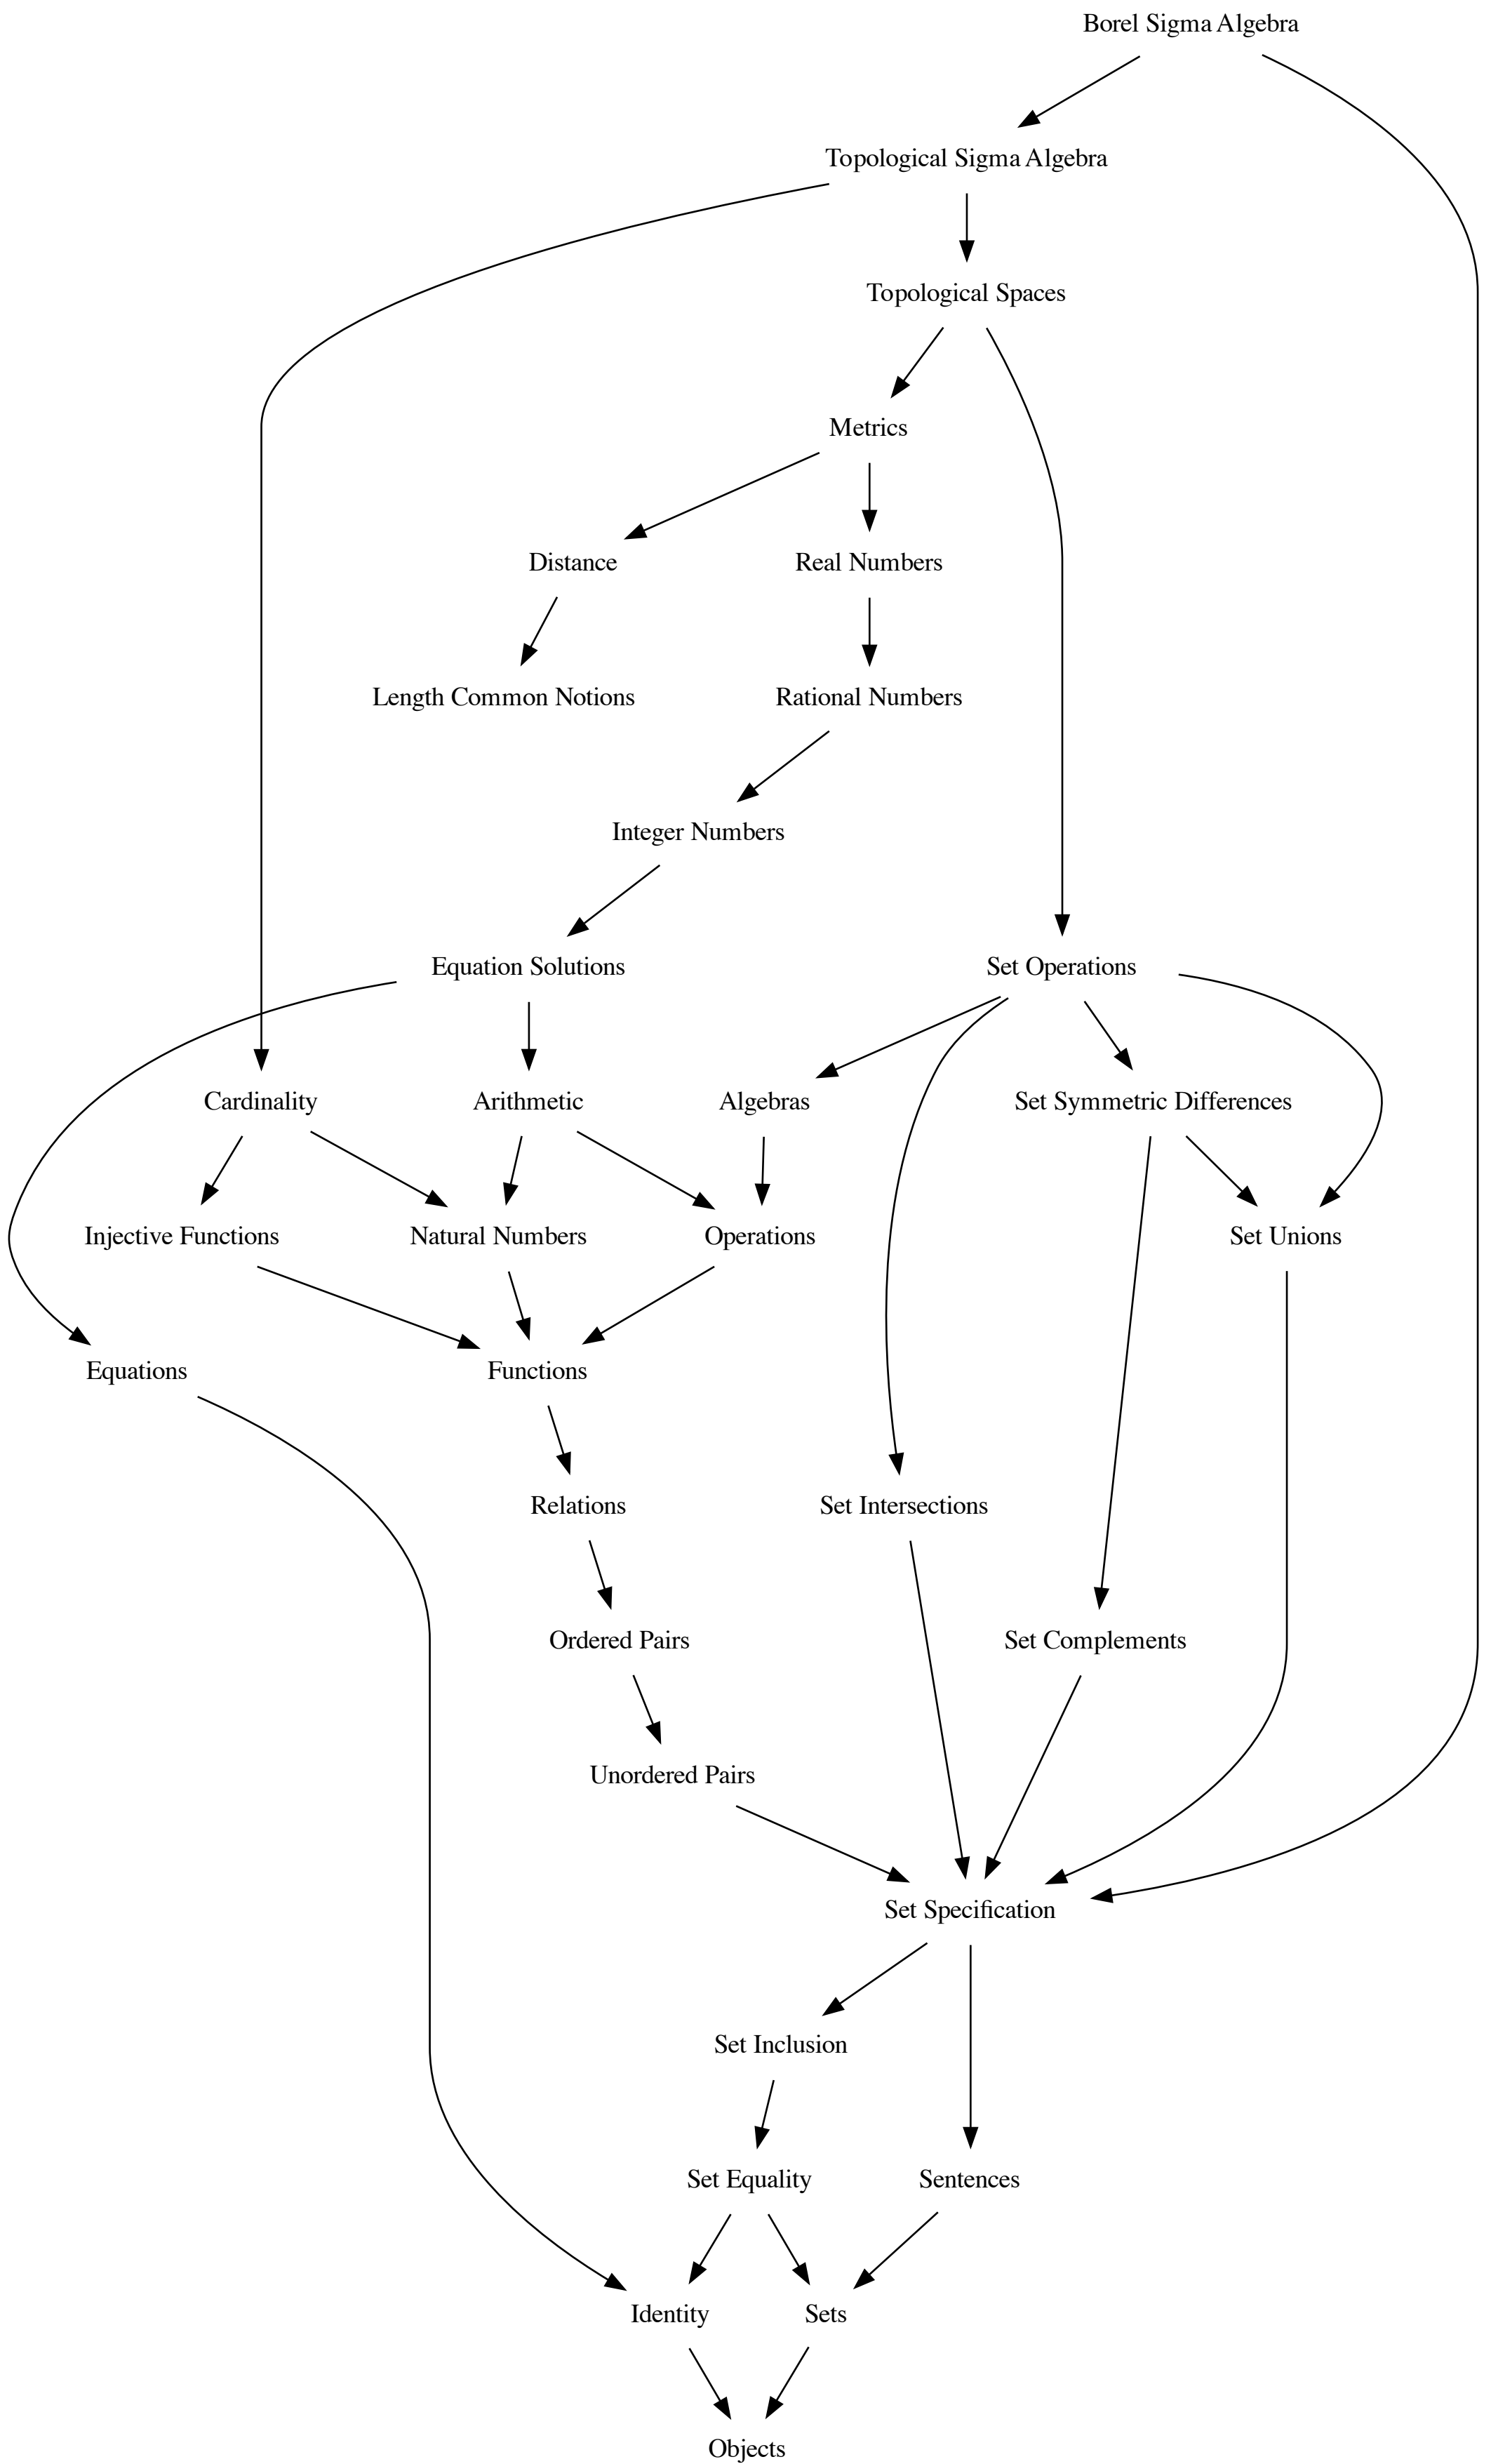 Borel Sigma Algebra
Topological Sigma Algebra
Topological Spaces
Metrics
Distance
Real Numbers
Length Common Notions
Rational Numbers
Integer Numbers
Equation Solutions
Set Operations
Cardinality
Arithmetic
Algebras
Set Symmetric Differences
Injective Functions
Natural Numbers
Operations
Set Unions
Equations
Functions
Relations
Set Intersections
Ordered Pairs
Set Complements
Unordered Pairs
Set Specification
Set Inclusion
Set Equality
Sentences
Identity
Sets
Objects